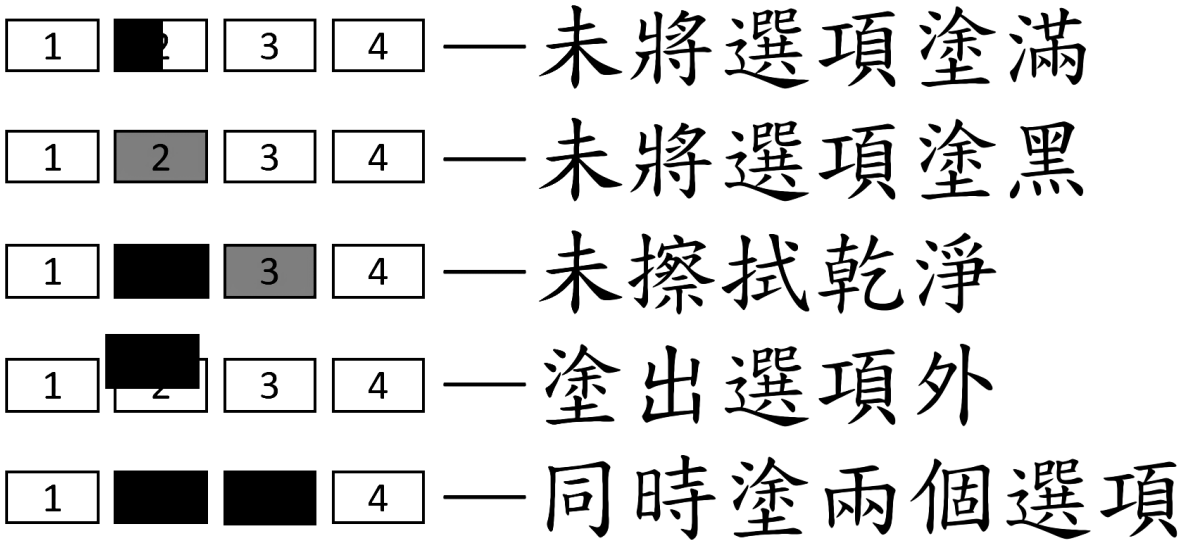 1 2 3 4 — 未將選項塗滿
1 2 3 4 — 未將選項塗黑
1 3 4 — 未擦拭乾淨
1 2 3 4 — 塗出選項外
1 4 — 同時塗兩個選項